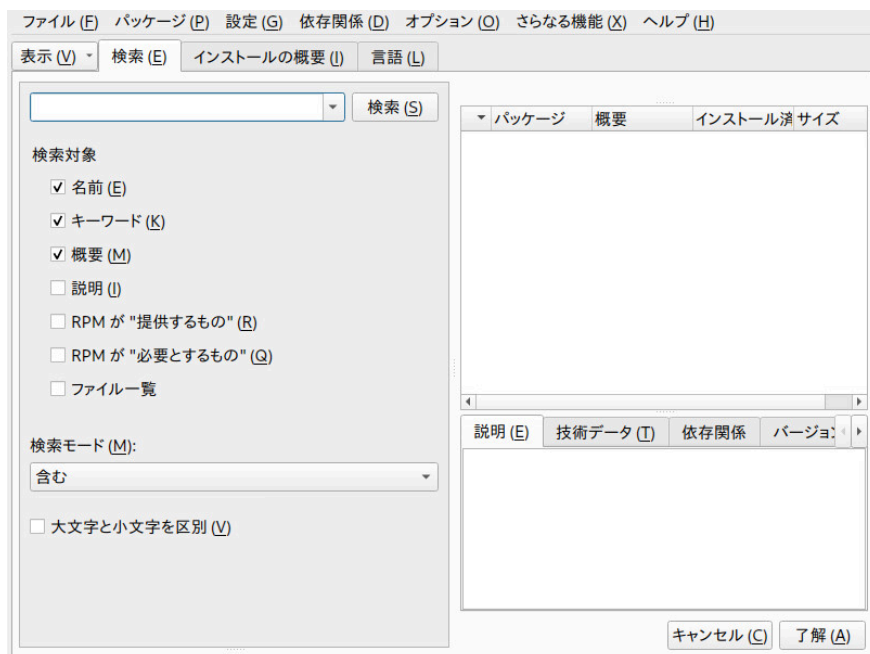 ファイル (F) パッケージ (P) 設定 (G) 依存関係 (D) オプション (O) さらなる機能 (X) ヘルプ (H)
表示 (V) 検索 (E) インストールの概要 (I) 言語 (L)
検索 (S)
検索対象
名前 (E)
キーワード (K)
概要 (M)
説明 (I)
RPM が "提供するもの" (R)
RPM が "必要とするもの" (Q)
ファイル一覧
検索モード (M):
含む
大文字と小文字を区別 (V)
パッケージ 概要 インストール済 サイズ
説明 (E) 技術データ (T) 依存関係 バージョン
キャンセル (C) 了解 (A)